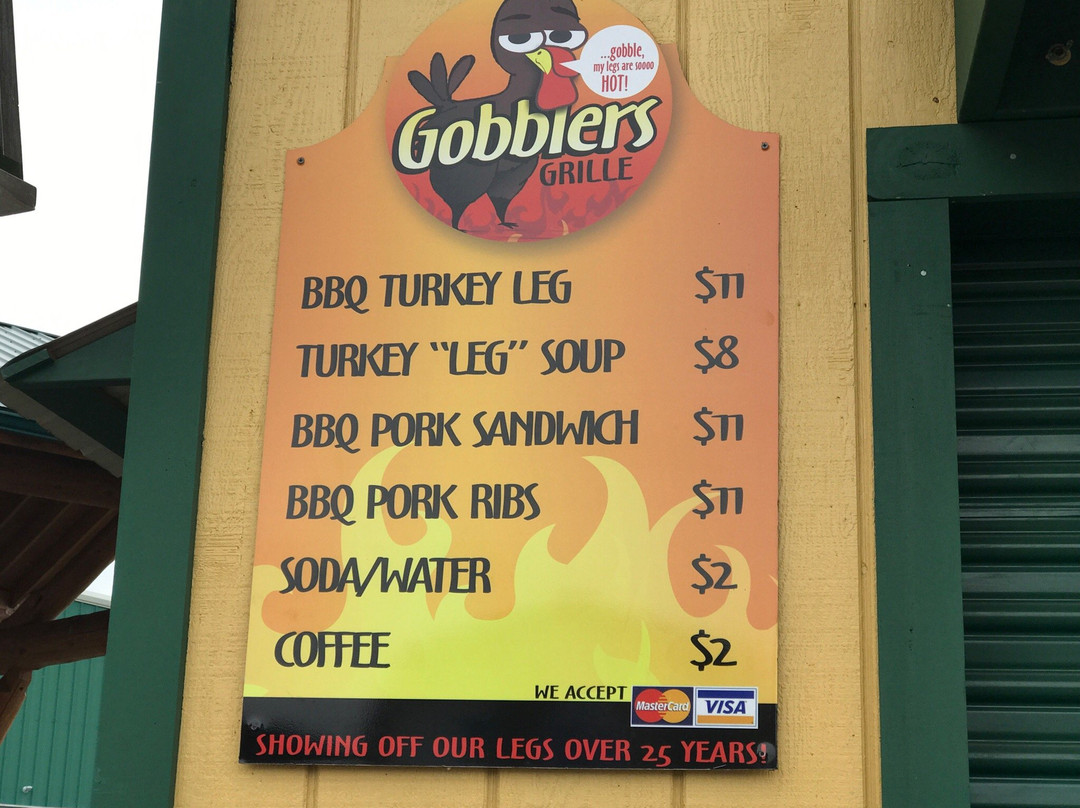 ...gobble,
my legs are soooo
HOT!
Gobblers
GRILLE
BBQ TURKEY LEG $11
TURKEY "LEG" SOUP $8
BBQ PORK SANDWICH $11
BBQ PORK RIBS $11
SODA/WATER $2
COFFEE $2
WE ACCEPT MasterCard VISA
SHOWING OFF OUR LEGS OVER 25 YEARS!